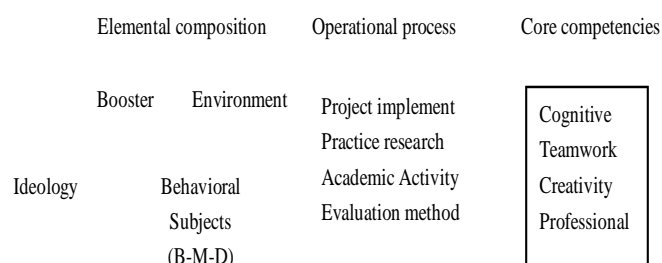 Elemental composition Operational process Core competencies
Booster Environment
Project implement
Practice research
Academic Activity
Evaluation method
Cognitive
Teamwork
Creativity
Professional
Ideology
Behavioral
Subjects
(B-M-D)